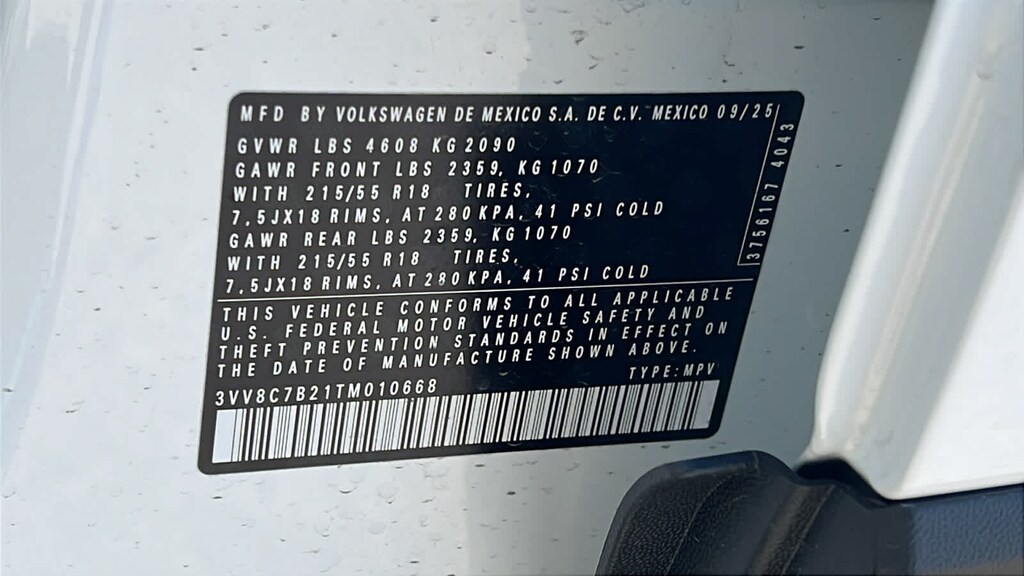 MFD BY VOLKSWAGEN DE MEXICO S.A. DE C.V. MEXICO 09/25
GVWR LBS 4608 KG 2090
GAWR FRONT LBS 2359, KG 1070
WITH 215/55 R18 TIRES,
7,5JX18 RIMS, AT 280 KPA, 41 PSI COLD
GAWR REAR LBS 2359, KG 1070
WITH 215/55 R18 TIRES,
7,5JX18 RIMS, AT 280 KPA, 41 PSI COLD
3756167 4043
THIS VEHICLE CONFORMS TO ALL APPLICABLE
U.S. FEDERAL MOTOR VEHICLE SAFETY AND
THEFT PREVENTION STANDARDS IN EFFECT ON
THE DATE OF MANUFACTURE SHOWN ABOVE.
3VV8C7B21TM010668 TYPE: MPV